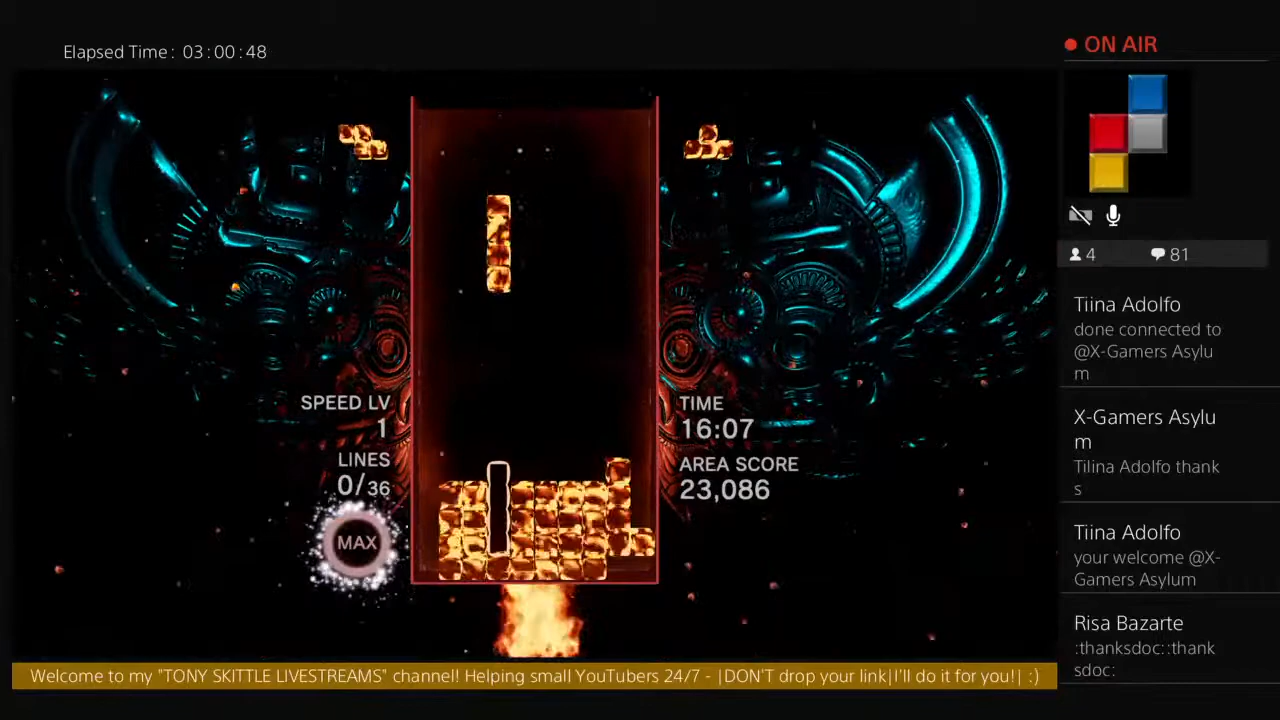 Elapsed Time: 03:00:48
ON AIR
4 81
SPEED LV
1
LINES
0/36
MAX
TIME
16:07
AREA SCORE
23,086
Tiina Adolfo
done connected to
@X-Gamers Asylu
m
X-Gamers Asylu
m
Tilina Adolfo thank
s
Tiina Adolfo
your welcome @X-
Gamers Asylum
Risa Bazarte
:thanksdoc::thank
sdoc:
Welcome to my "TONY SKITTLE LIVESTREAMS" channel! Helping small YouTubers 24/7 - |DON'T drop your link|I'll do it for you!| :)